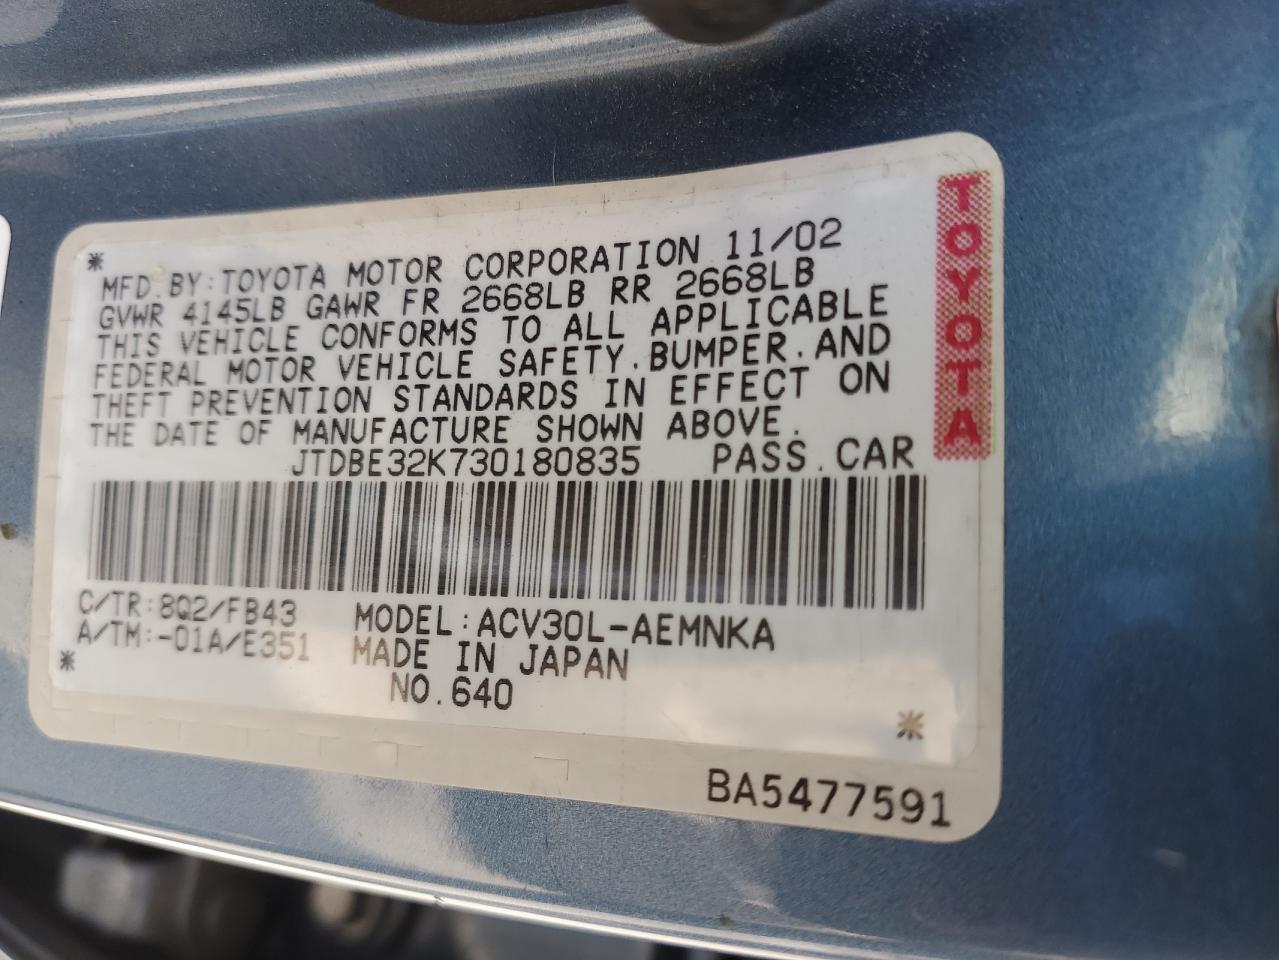 TOYOTA
MFD.BY:TOYOTA MOTOR CORPORATION 11/02
GVWR 4145LB GAWR FR 2668LB RR 2668LB
THIS VEHICLE CONFORMS TO ALL APPLICABLE
FEDERAL MOTOR VEHICLE SAFETY,BUMPER,AND
THEFT PREVENTION STANDARDS IN EFFECT ON
THE DATE OF MANUFACTURE SHOWN ABOVE.
JTDBE32K730180835 PASS.CAR
C/TR:8Q2/FB43 MODEL:ACV30L-AEMNKA
A/TM:-01A/E351 MADE IN JAPAN
NO.640
BA5477591